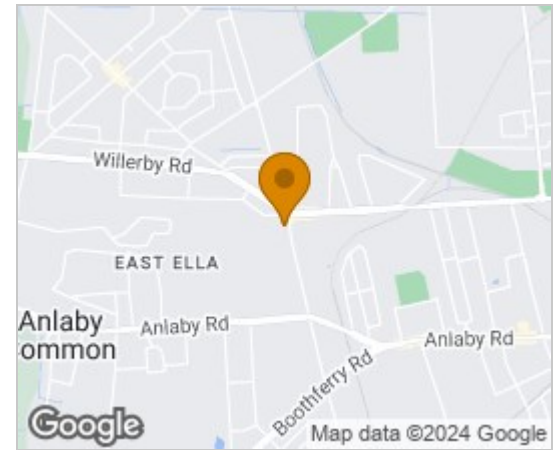 Willerby Rd
EAST ELLA
Anlaby
ommon
Anlaby Rd
Anlaby Rd
Boothferry Rd
Google
Map data ©2024 Google